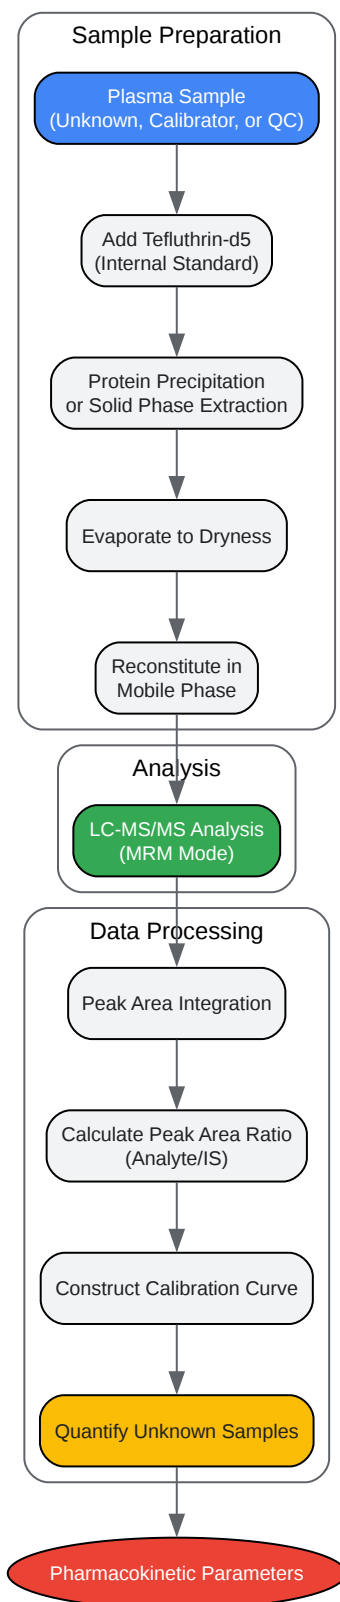 Sample Preparation
Plasma Sample
(Unknown, Calibrator, or QC)
Add Tefluthrin-d5
(Internal Standard)
Protein Precipitation
or Solid Phase Extraction
Evaporate to Dryness
Reconstitute in
Mobile Phase
Analysis
LC-MS/MS Analysis
(MRM Mode)
Data Processing
Peak Area Integration
Calculate Peak Area Ratio
(Analyte/IS)
Construct Calibration Curve
Quantify Unknown Samples
Pharmacokinetic Parameters